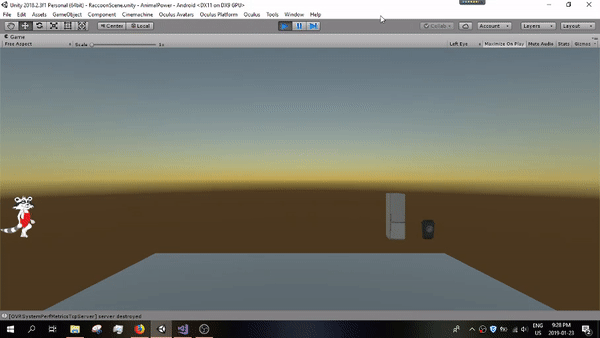 Unity 2018.2.3f1 Personal (64bit) - RaccoonScene.unity - AnimalPower - Android <DX11 on DX9 GPU>
File Edit Assets GameObject Component Cinemachine Oculus Avatars Oculus Platform Oculus Tools Window Help
Center Local Collab Account Layers Layout
Game
Free Aspect Scale 1x Left Eye Maximize On Play Mute Audio Stats Gizmos
[OVRSystemPerfMetricsTcpServer] server destroyed
ENG 9:28 PM
US 2019-01-23
2